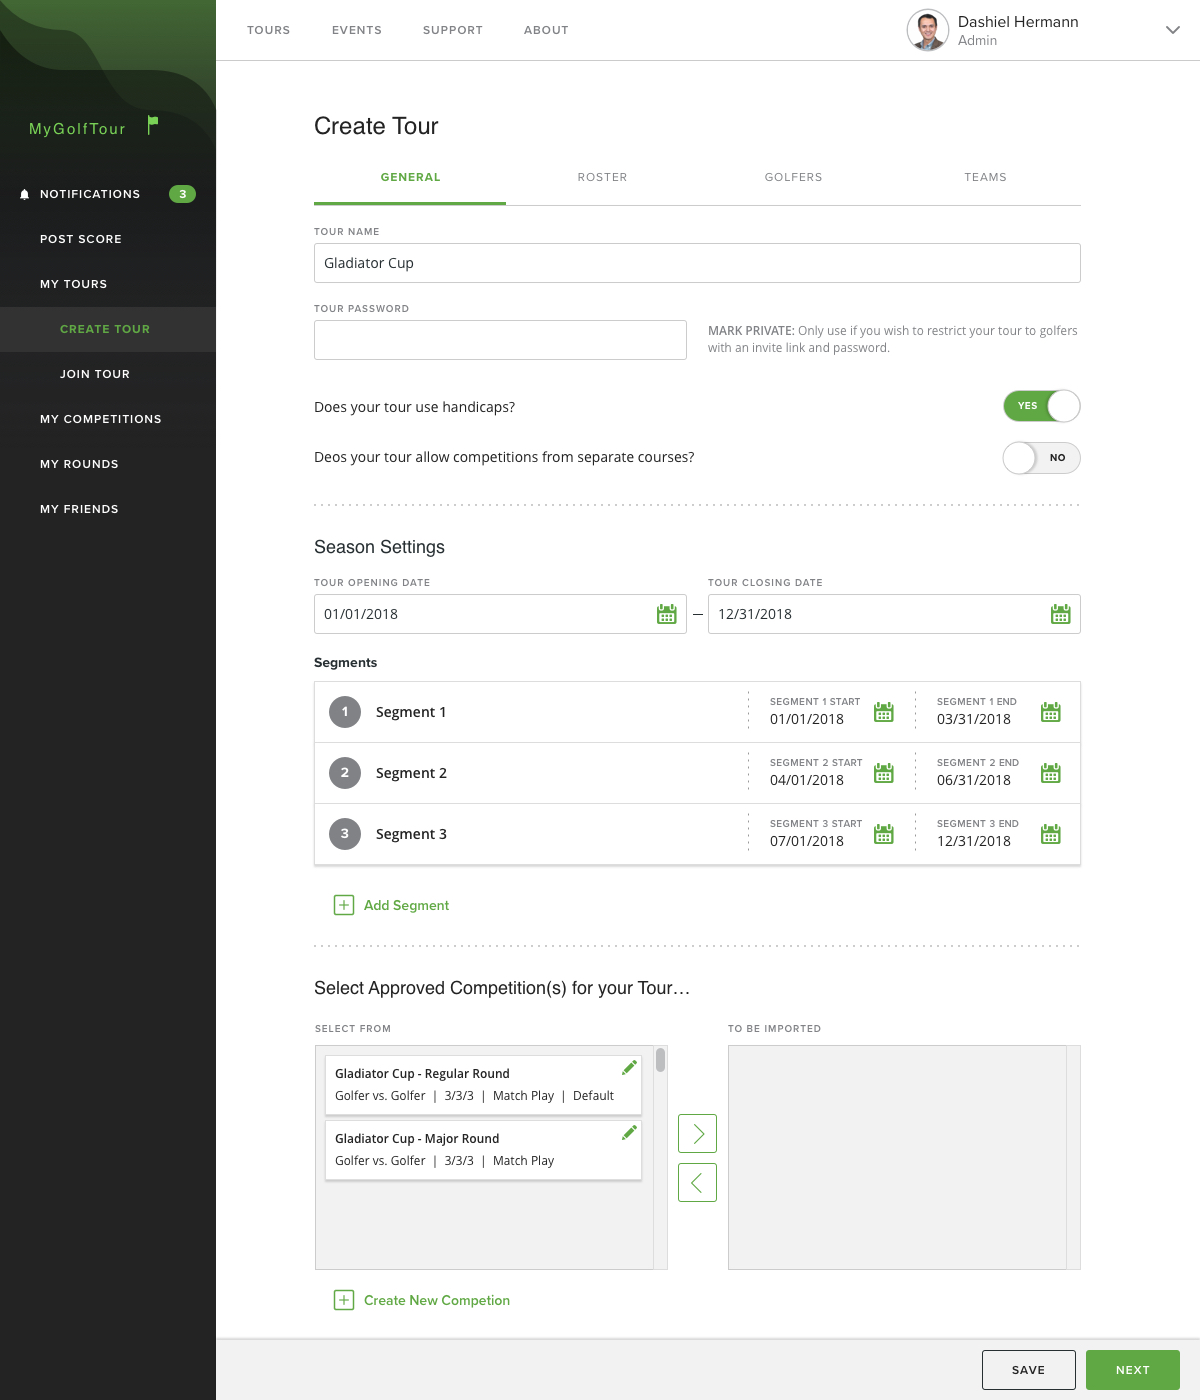 TOURS EVENTS SUPPORT ABOUT
Dashiel Hermann
Admin
MyGolfTour
NOTIFICATIONS 3
POST SCORE
MY TOURS
CREATE TOUR
JOIN TOUR
MY COMPETITIONS
MY ROUNDS
MY FRIENDS
Create Tour
GENERAL ROSTER GOLFERS TEAMS
TOUR NAME
Gladiator Cup
TOUR PASSWORD
MARK PRIVATE: Only use if you wish to restrict your tour to golfers
with an invite link and password.
Does your tour use handicaps? YES
Deos your tour allow competitions from separate courses? NO
Season Settings
TOUR OPENING DATE TOUR CLOSING DATE
01/01/2018 – 12/31/2018
Segments
1 Segment 1 SEGMENT 1 START SEGMENT 1 END
01/01/2018 03/31/2018
2 Segment 2 SEGMENT 2 START SEGMENT 2 END
04/01/2018 06/31/2018
3 Segment 3 SEGMENT 3 START SEGMENT 3 END
07/01/2018 12/31/2018
Add Segment
Select Approved Competition(s) for your Tour...
SELECT FROM TO BE IMPORTED
Gladiator Cup - Regular Round
Golfer vs. Golfer | 3/3/3 | Match Play | Default
Gladiator Cup - Major Round
Golfer vs. Golfer | 3/3/3 | Match Play
Create New Competion
SAVE NEXT